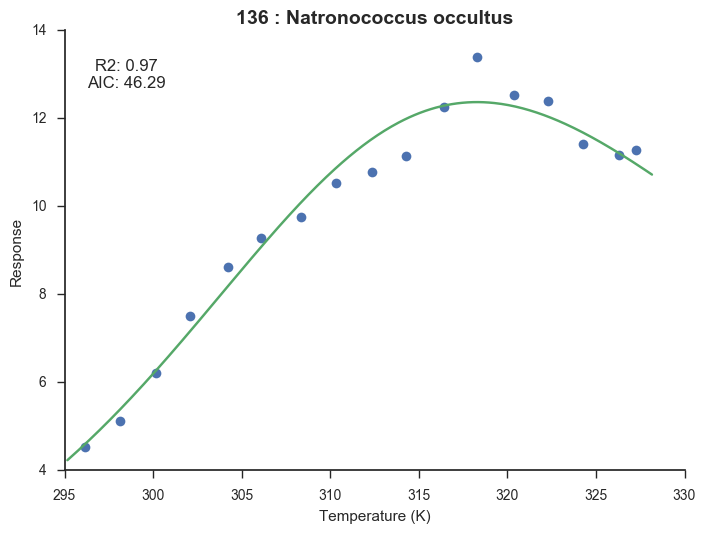 136 : Natronococcus occultus
R2: 0.97
AIC: 46.29
14
12
10
8
6
4
Response
295 300 305 310 315 320 325 330
Temperature (K)